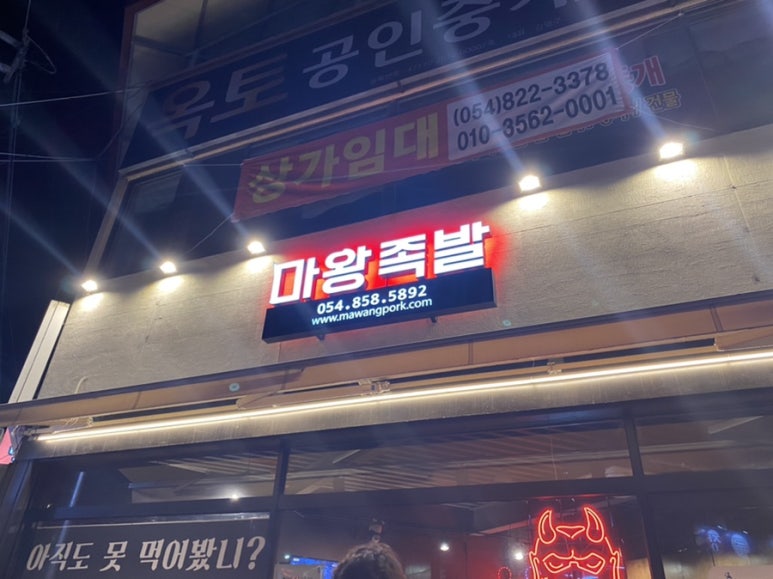 옥토 공인중개
상가임대
(054)822-3378
010-3562-0001
마왕족발
054.858.5892
www.mawangpork.com
아직도 못 먹어봤니?